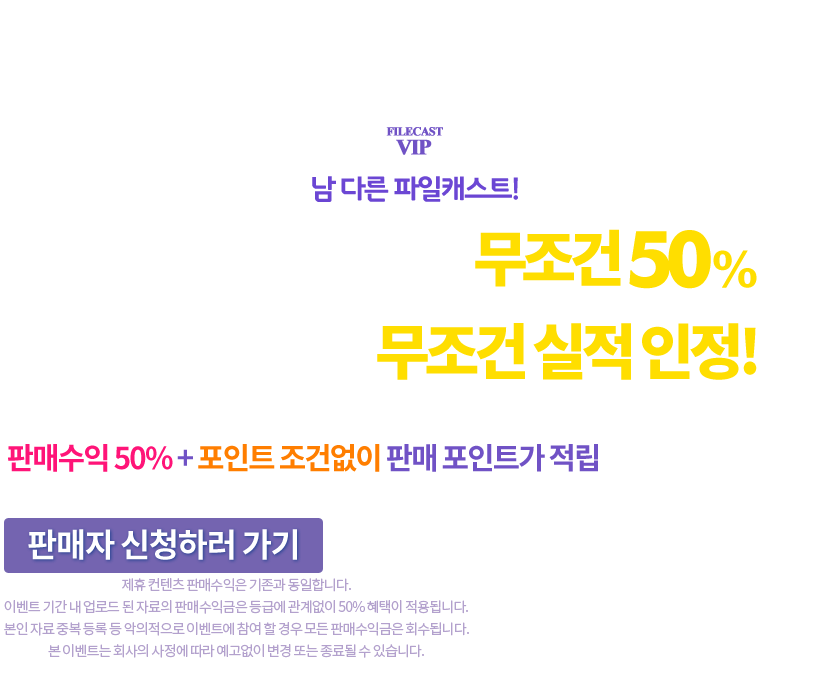 FILECAST
VIP
남 다른 파일캐스트!
무조건 50%
무조건 실적 인정!
판매수익 50% + 포인트 조건없이 판매 포인트가 적립
판매자 신청하러 가기
제휴 컨텐츠 판매수익은 기존과 동일합니다.
이벤트 기간 내 업로드 된 자료의 판매수익금은 등급에 관계없이 50% 혜택이 적용됩니다.
본인 자료 중복 등록 등 악의적으로 이벤트에 참여 할 경우 모든 판매수익금은 회수됩니다.
본 이벤트는 회사의 사정에 따라 예고없이 변경 또는 종료될 수 있습니다.